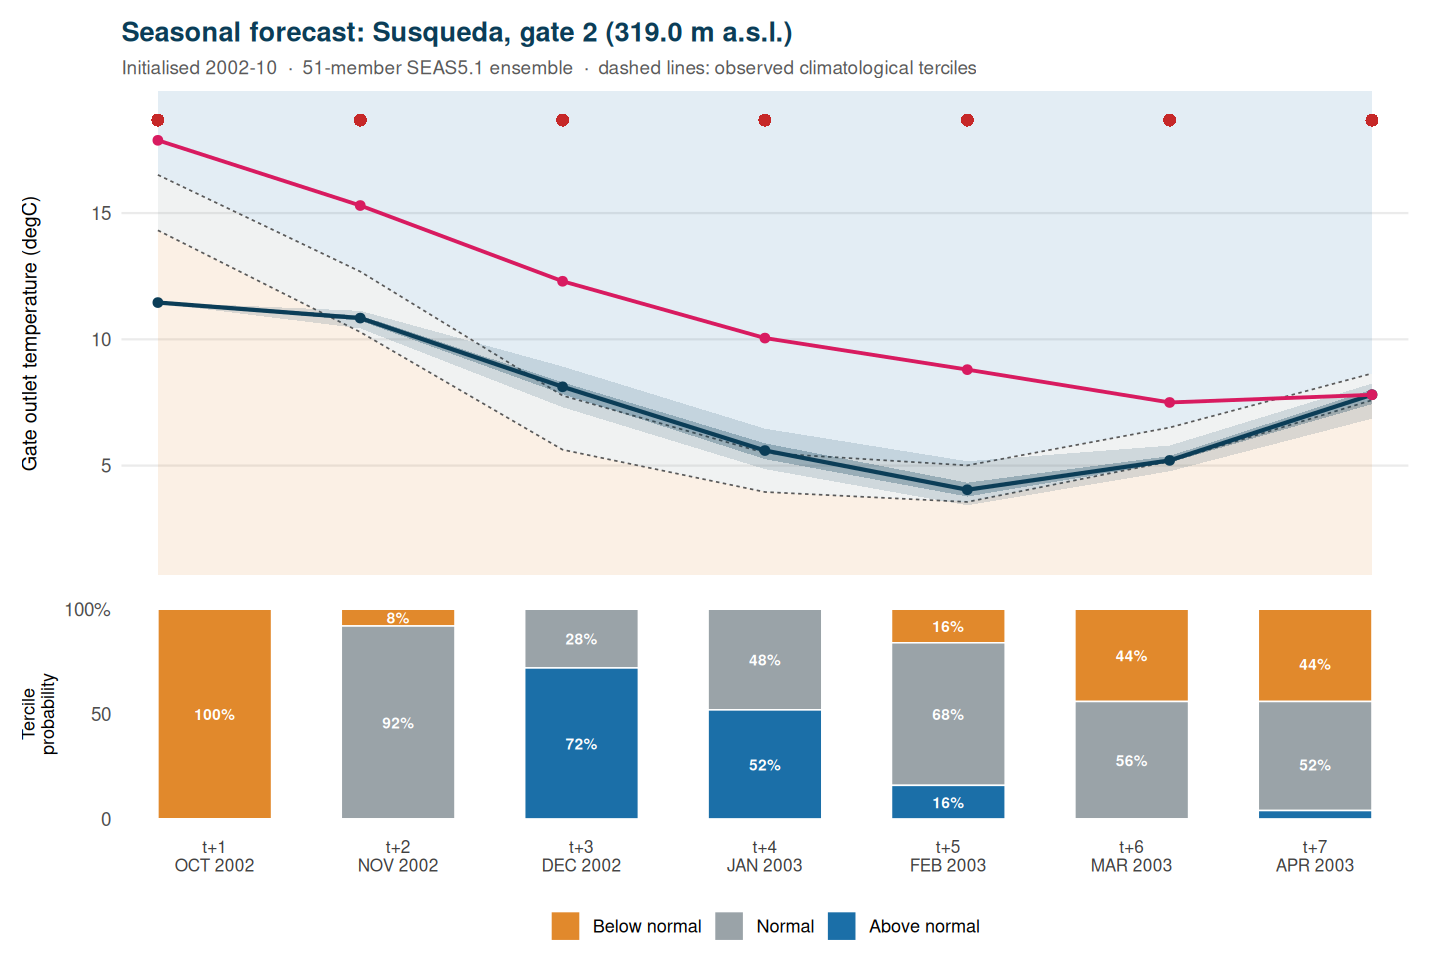 Seasonal forecast: Susqueda, gate 2 (319.0 m a.s.l.)
Initialised 2002-10 · 51-member SEAS5.1 ensemble · dashed lines: observed climatological terciles
Gate outlet temperature (degC)
15
10
5
Tercile
probability
100%
50
0
100%
8%
92%
28%
72%
48%
52%
16%
68%
16%
44%
56%
44%
52%
t+1
OCT 2002
t+2
NOV 2002
t+3
DEC 2002
t+4
JAN 2003
t+5
FEB 2003
t+6
MAR 2003
t+7
APR 2003
Below normal
Normal
Above normal